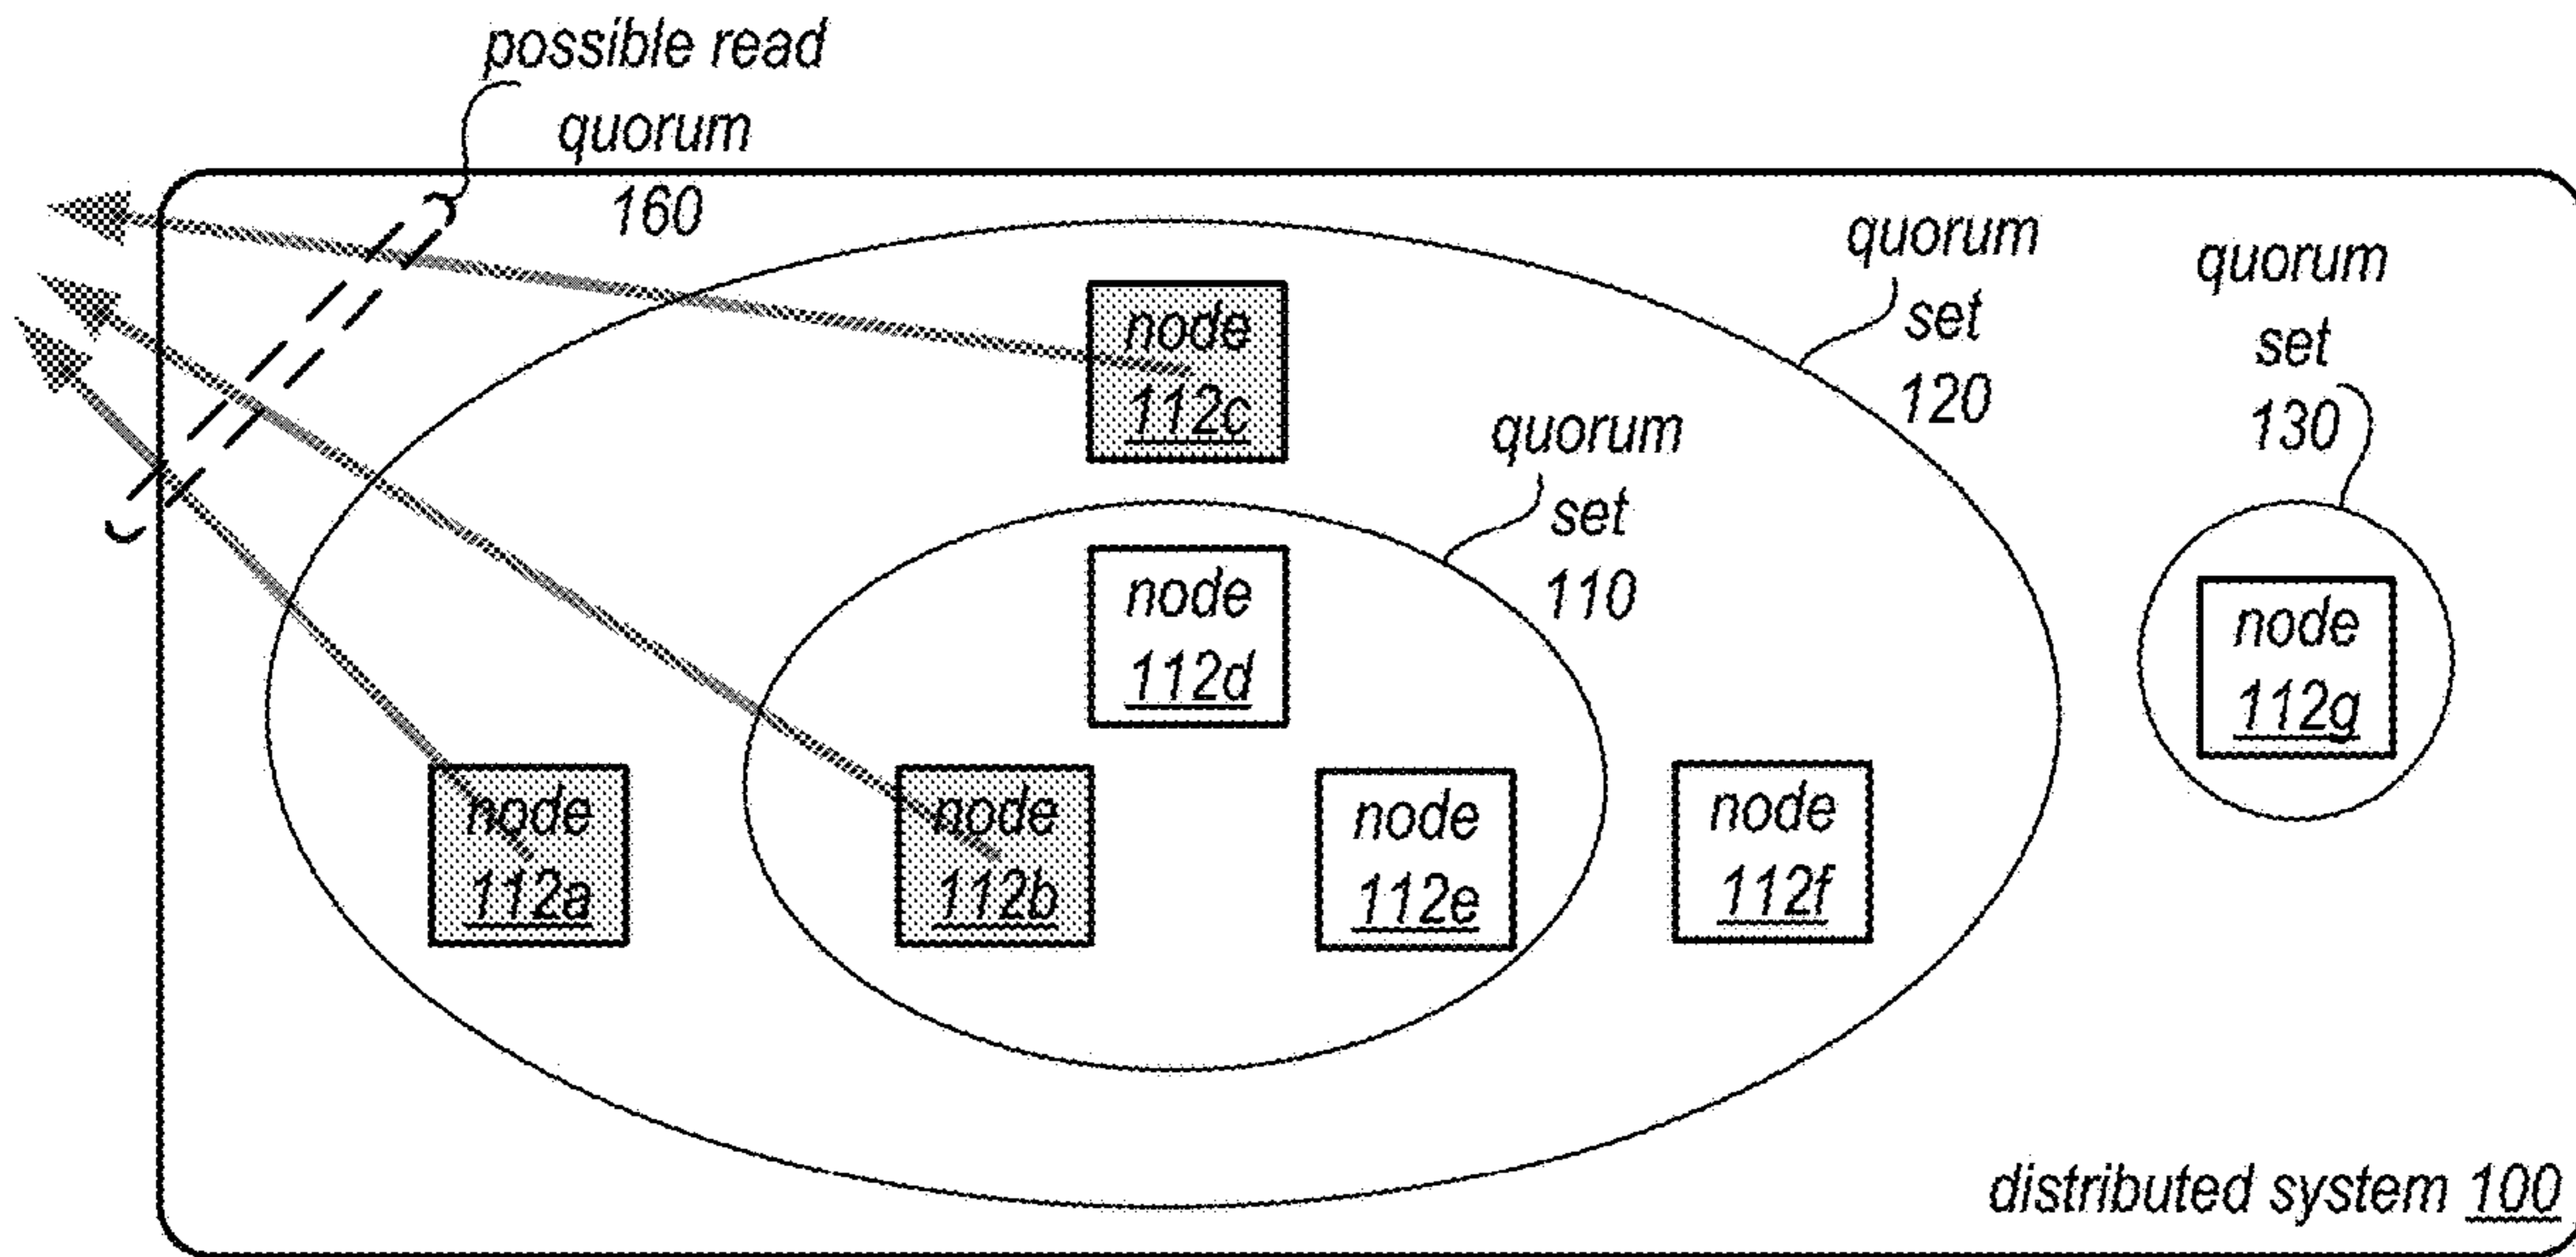 possible read
quorum
160
quorum
set
120
quorum
set
130
node
112c
quorum
set
110
node
112d
node
112g
node
112a
node
112b
node
112e
node
112f
distributed system 100